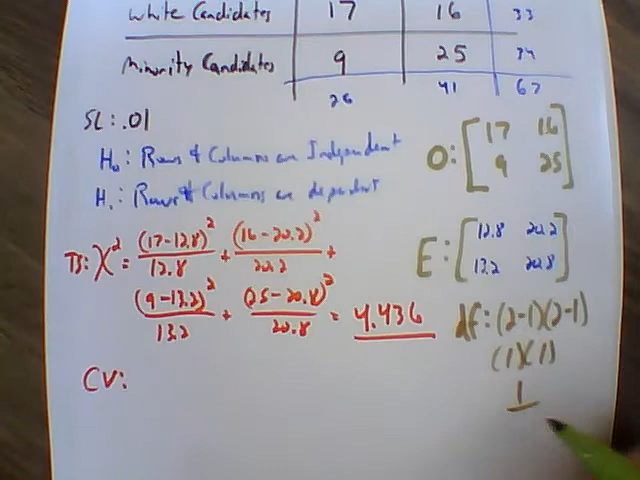 White Candidates 17 16 33
Minority Candidates 9 25 34
26 41 67
SL: .01
H₀: Rows & Columns are Independent
H₁: Rows & Columns are dependent
O: [17 16
9 25]
E: [12.8 20.2
13.2 20.8]
TS: χ² = (17-12.8)²/12.8 + (16-20.2)²/20.2 +
(9-13.2)²/13.2 + (25-20.8)²/20.8 = 4.436
df: (2-1)(2-1)
(1)(1)
1
CV: